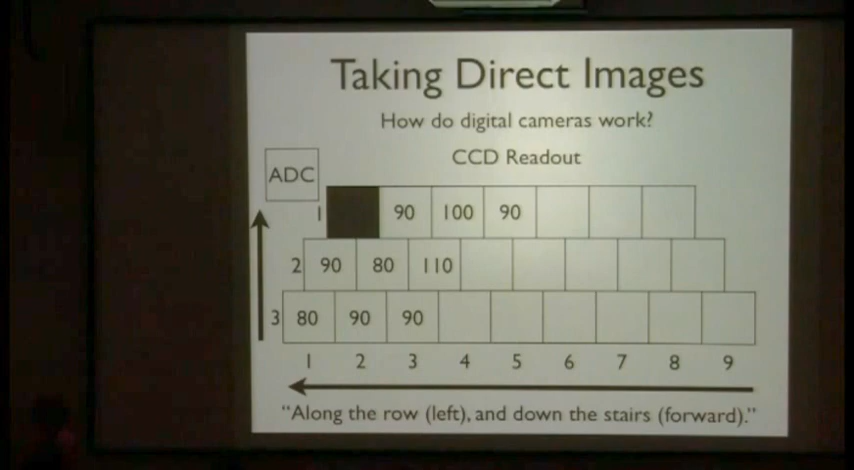 Taking Direct Images
How do digital cameras work?
CCD Readout
ADC
1 90 100 90
2 90 80 110
3 80 90 90
1 2 3 4 5 6 7 8 9
“Along the row (left), and down the stairs (forward).”